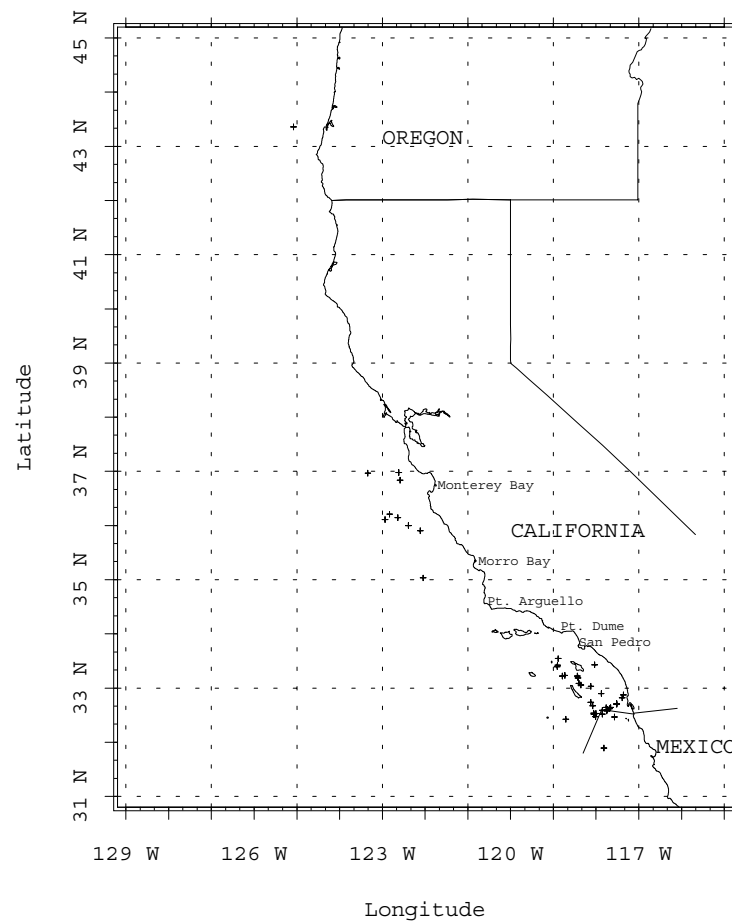 45 N
43 N
41 N
39 N
37 N
35 N
33 N
31 N
Latitude
OREGON
Monterey Bay
CALIFORNIA
Morro Bay
Pt. Arguello
Pt. Dume
San Pedro
MEXICO
129 W
126 W
122 W
120 W
117 W
Longitude